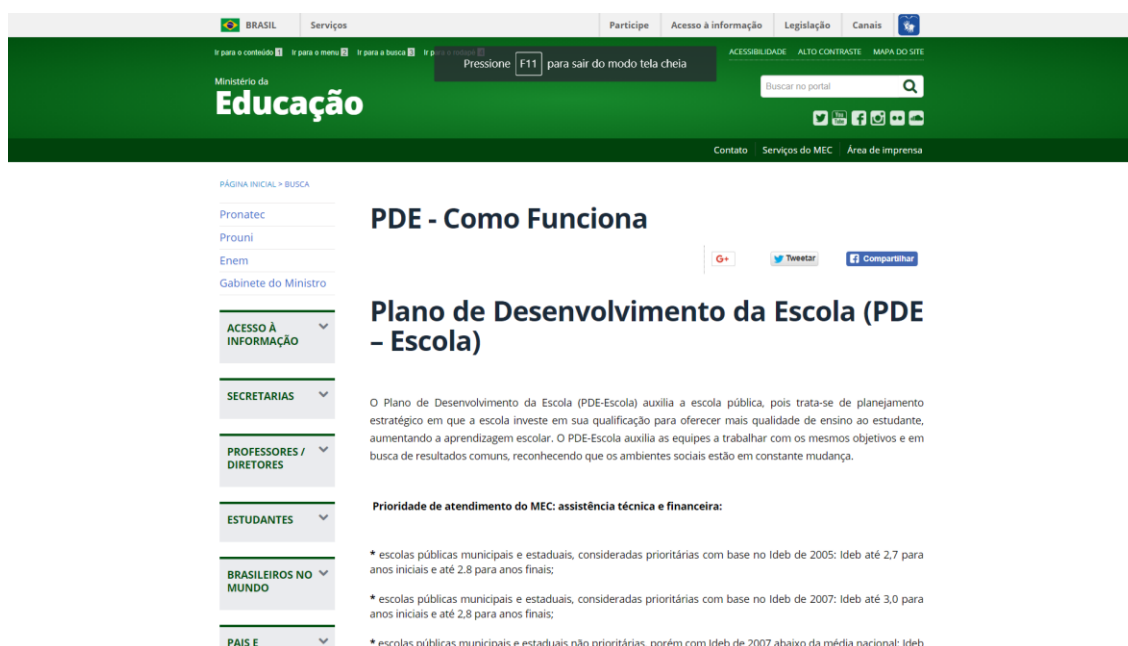 BRASIL Serviços Participe Acesso à informação Legislação Canais
Ir para o conteúdo 1 Ir para o menu 2 Ir para a busca 3 Ir para o rodapé 4 ACESSIBILIDADE ALTO CONTRASTE MAPA DO SITE
Pressione F11 para sair do modo tela cheia
Ministério da
Educação
Buscar no portal
Contato Serviços do MEC Área de imprensa
PÁGINA INICIAL > BUSCA
Pronatec
Prouni
Enem
Gabinete do Ministro
ACESSO À
INFORMAÇÃO
SECRETARIAS
PROFESSORES /
DIRETORES
ESTUDANTES
BRASILEIROS NO
MUNDO
PAIS E
PDE - Como Funciona
G+ Tweetar Compartilhar
Plano de Desenvolvimento da Escola (PDE
– Escola)
O Plano de Desenvolvimento da Escola (PDE-Escola) auxilia a escola pública, pois trata-se de planejamento
estratégico em que a escola investe em sua qualificação para oferecer mais qualidade de ensino ao estudante,
aumentando a aprendizagem escolar. O PDE-Escola auxilia as equipes a trabalhar com os mesmos objetivos e em
busca de resultados comuns, reconhecendo que os ambientes sociais estão em constante mudança.
Prioridade de atendimento do MEC: assistência técnica e financeira:
* escolas públicas municipais e estaduais, consideradas prioritárias com base no Ideb de 2005: Ideb até 2,7 para
anos iniciais e até 2.8 para anos finais;
* escolas públicas municipais e estaduais, consideradas prioritárias com base no Ideb de 2007: Ideb até 3,0 para
anos iniciais e até 2,8 para anos finais;
* escolas públicas municipais e estaduais não prioritárias, porém com Ideb de 2007 abaixo da média nacional: Ideb